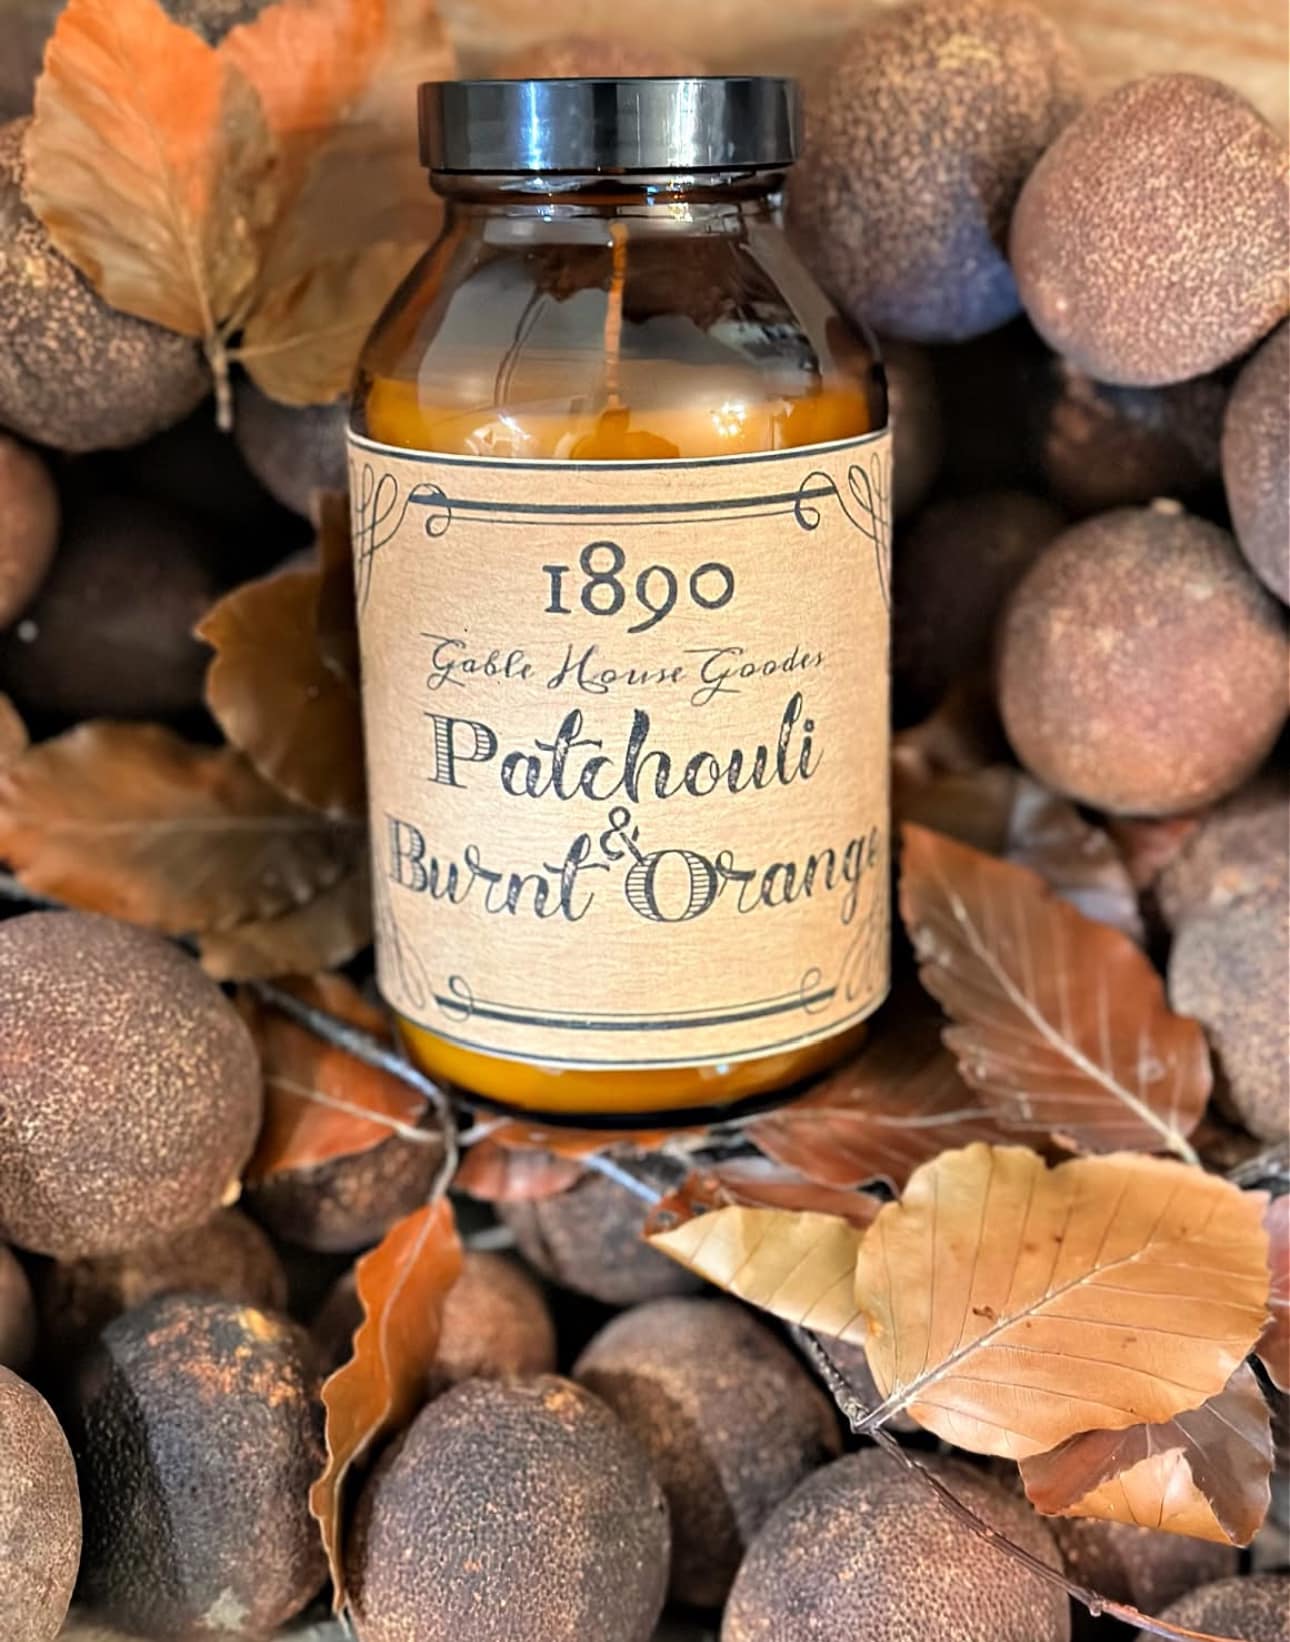 1890
Gable House Goodes
Patchouli
&
Burnt Orange